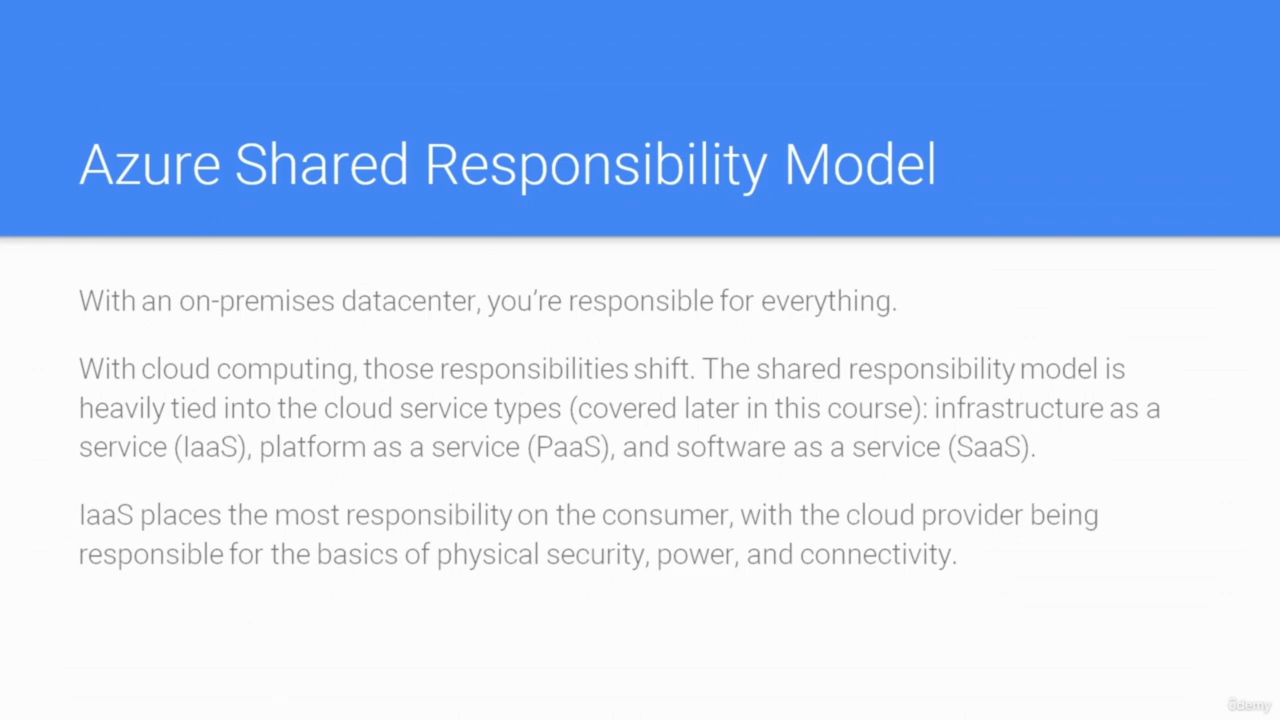 Azure Shared Responsibility Model
With an on-premises datacenter, you’re responsible for everything.
With cloud computing, those responsibilities shift. The shared responsibility model is
heavily tied into the cloud service types (covered later in this course): infrastructure as a
service (IaaS), platform as a service (PaaS), and software as a service (SaaS).
IaaS places the most responsibility on the consumer, with the cloud provider being
responsible for the basics of physical security, power, and connectivity.
ûdemy